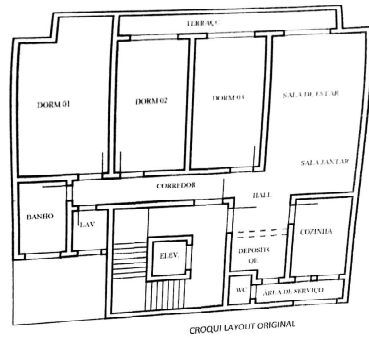 TERRAÇO
DORM 01
DORM 02
DORM 03
SALA DE ESTAR
SALA JANTAR
CORREDOR
HALL
BANHO
LAV
ELEV.
DEPOSITO
QE
COZINHA
WC
AREA DE SERVIÇO
CROQUI LAYOUT ORIGINAL